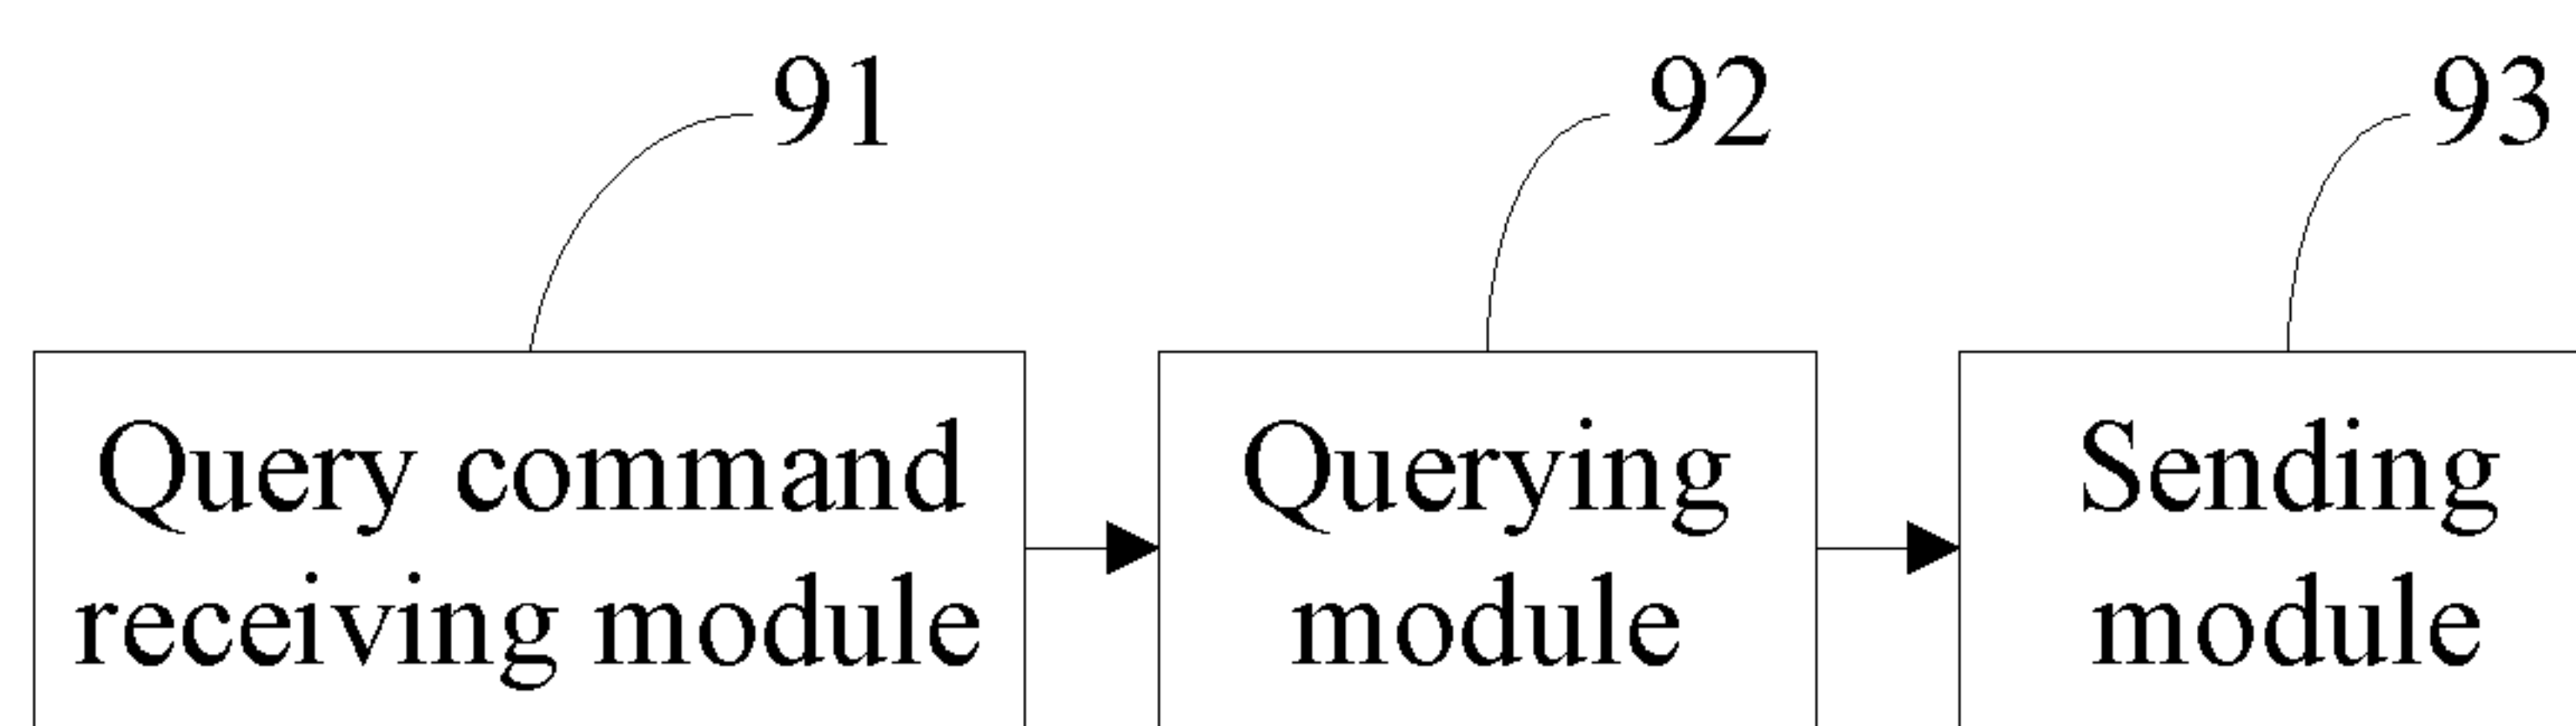 91
92
93
Query command
receiving module
Querying
module
Sending
module